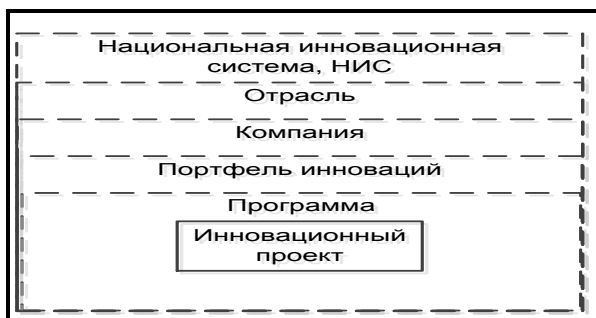 Национальная инновационная
система, НИС
Отрасль
Компания
Портфель инноваций
Программа
Инновационный
проект